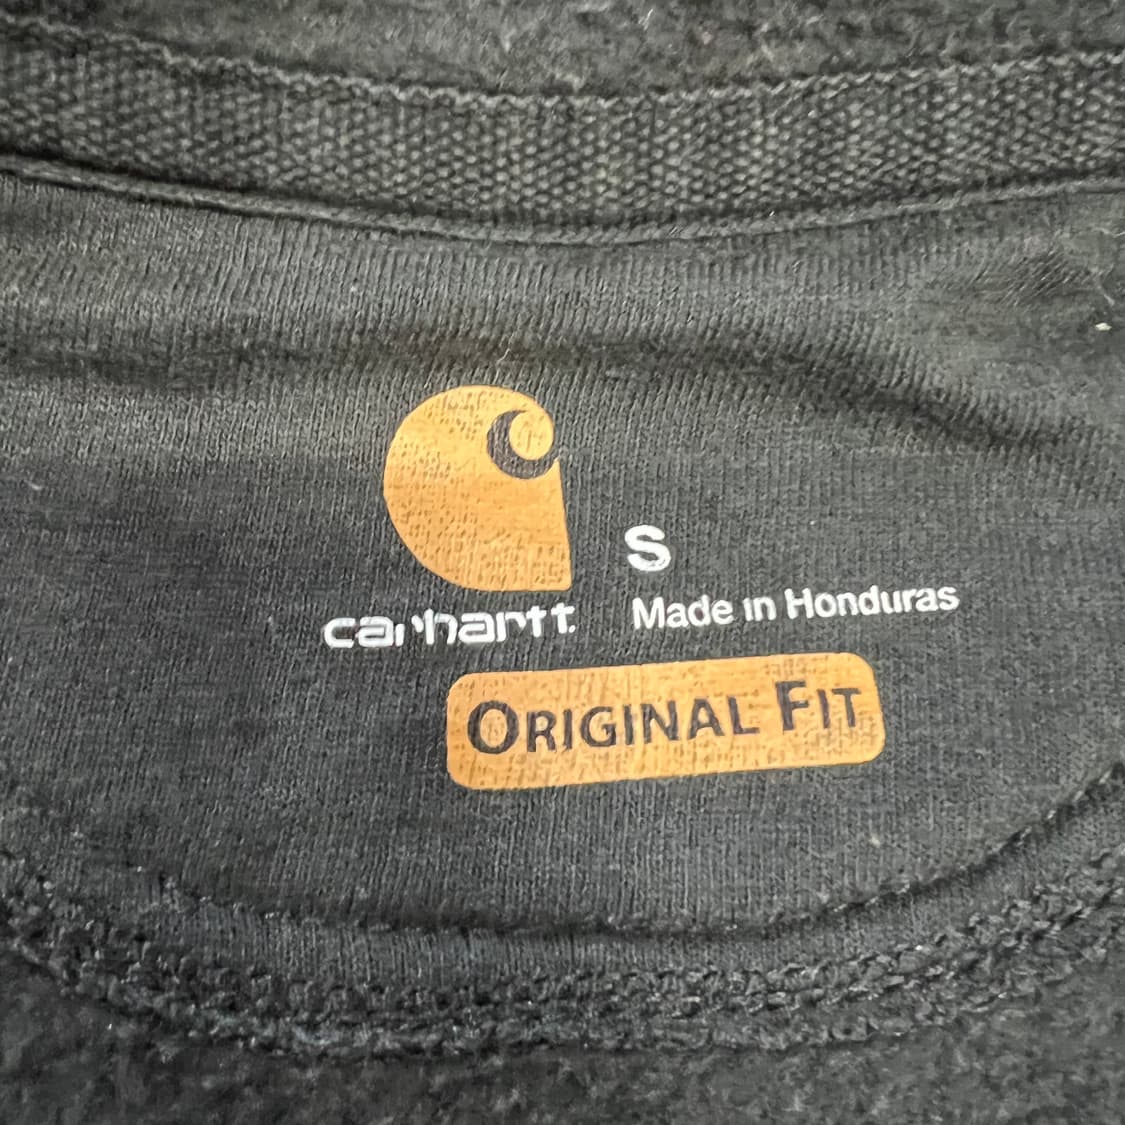 S
carhartt.
Made in Honduras
ORIGINAL FIT